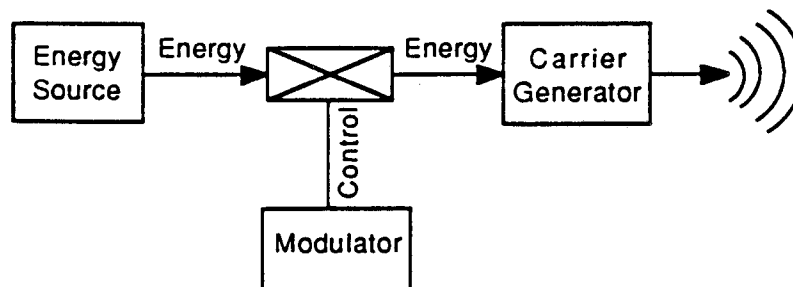 Energy
Source
Energy
Energy
Carrier
Generator
Control
Modulator